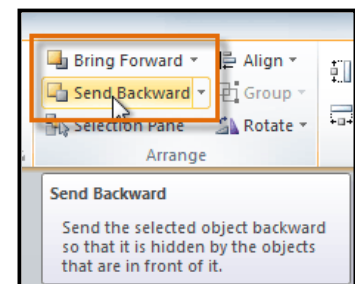 Bring Forward
Align
Send Backward
Group
Selection Pane
Rotate
Arrange
Send Backward
Send the selected object backward
so that it is hidden by the objects
that are in front of it.